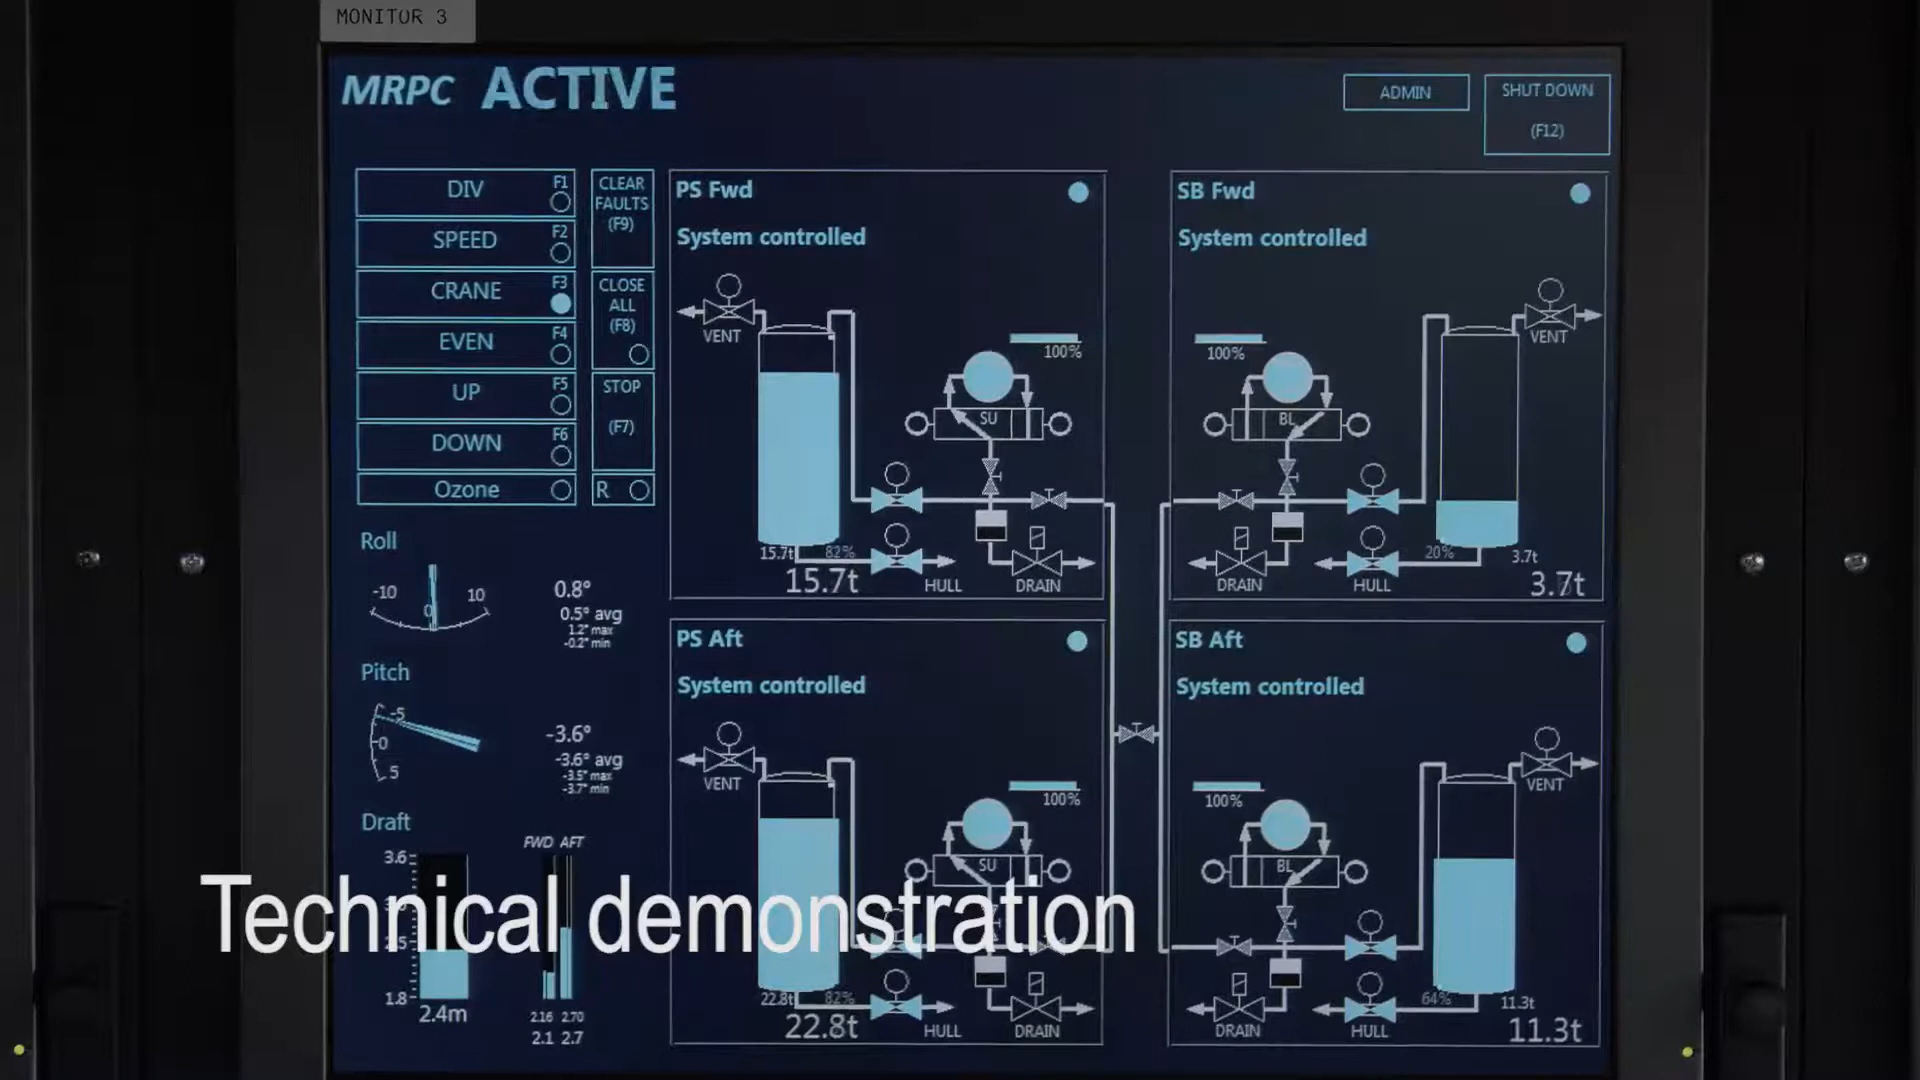 MONITOR 3
MRPC ACTIVE
ADMIN
SHUT DOWN
(F12)
DIV F1
SPEED F2
CRANE F3
EVEN F4
UP F5
DOWN F6
Ozone
CLEAR
FAULTS
(F9)
CLOSE
ALL
(F8)
STOP
(F7)
R
Roll
-10 0 10
0.8°
0.5° avg
1.2° max
-0.2° min
Pitch
-5
0
5
-3.6°
-3.6° avg
-3.5° max
-3.7° min
Draft
3.6
1.8
2.4m
FWD AFT
2.16 2.70
2.1 2.7
PS Fwd
System controlled
VENT
100%
SU
15.7t 82%
15.7t
HULL
DRAIN
SB Fwd
System controlled
VENT
100%
BL
20% 3.7t
DRAIN
HULL
3.7t
PS Aft
System controlled
VENT
100%
SU
22.8t 82%
22.8t
HULL
DRAIN
SB Aft
System controlled
VENT
100%
BL
64% 11.3t
DRAIN
HULL
11.3t
Technical demonstration